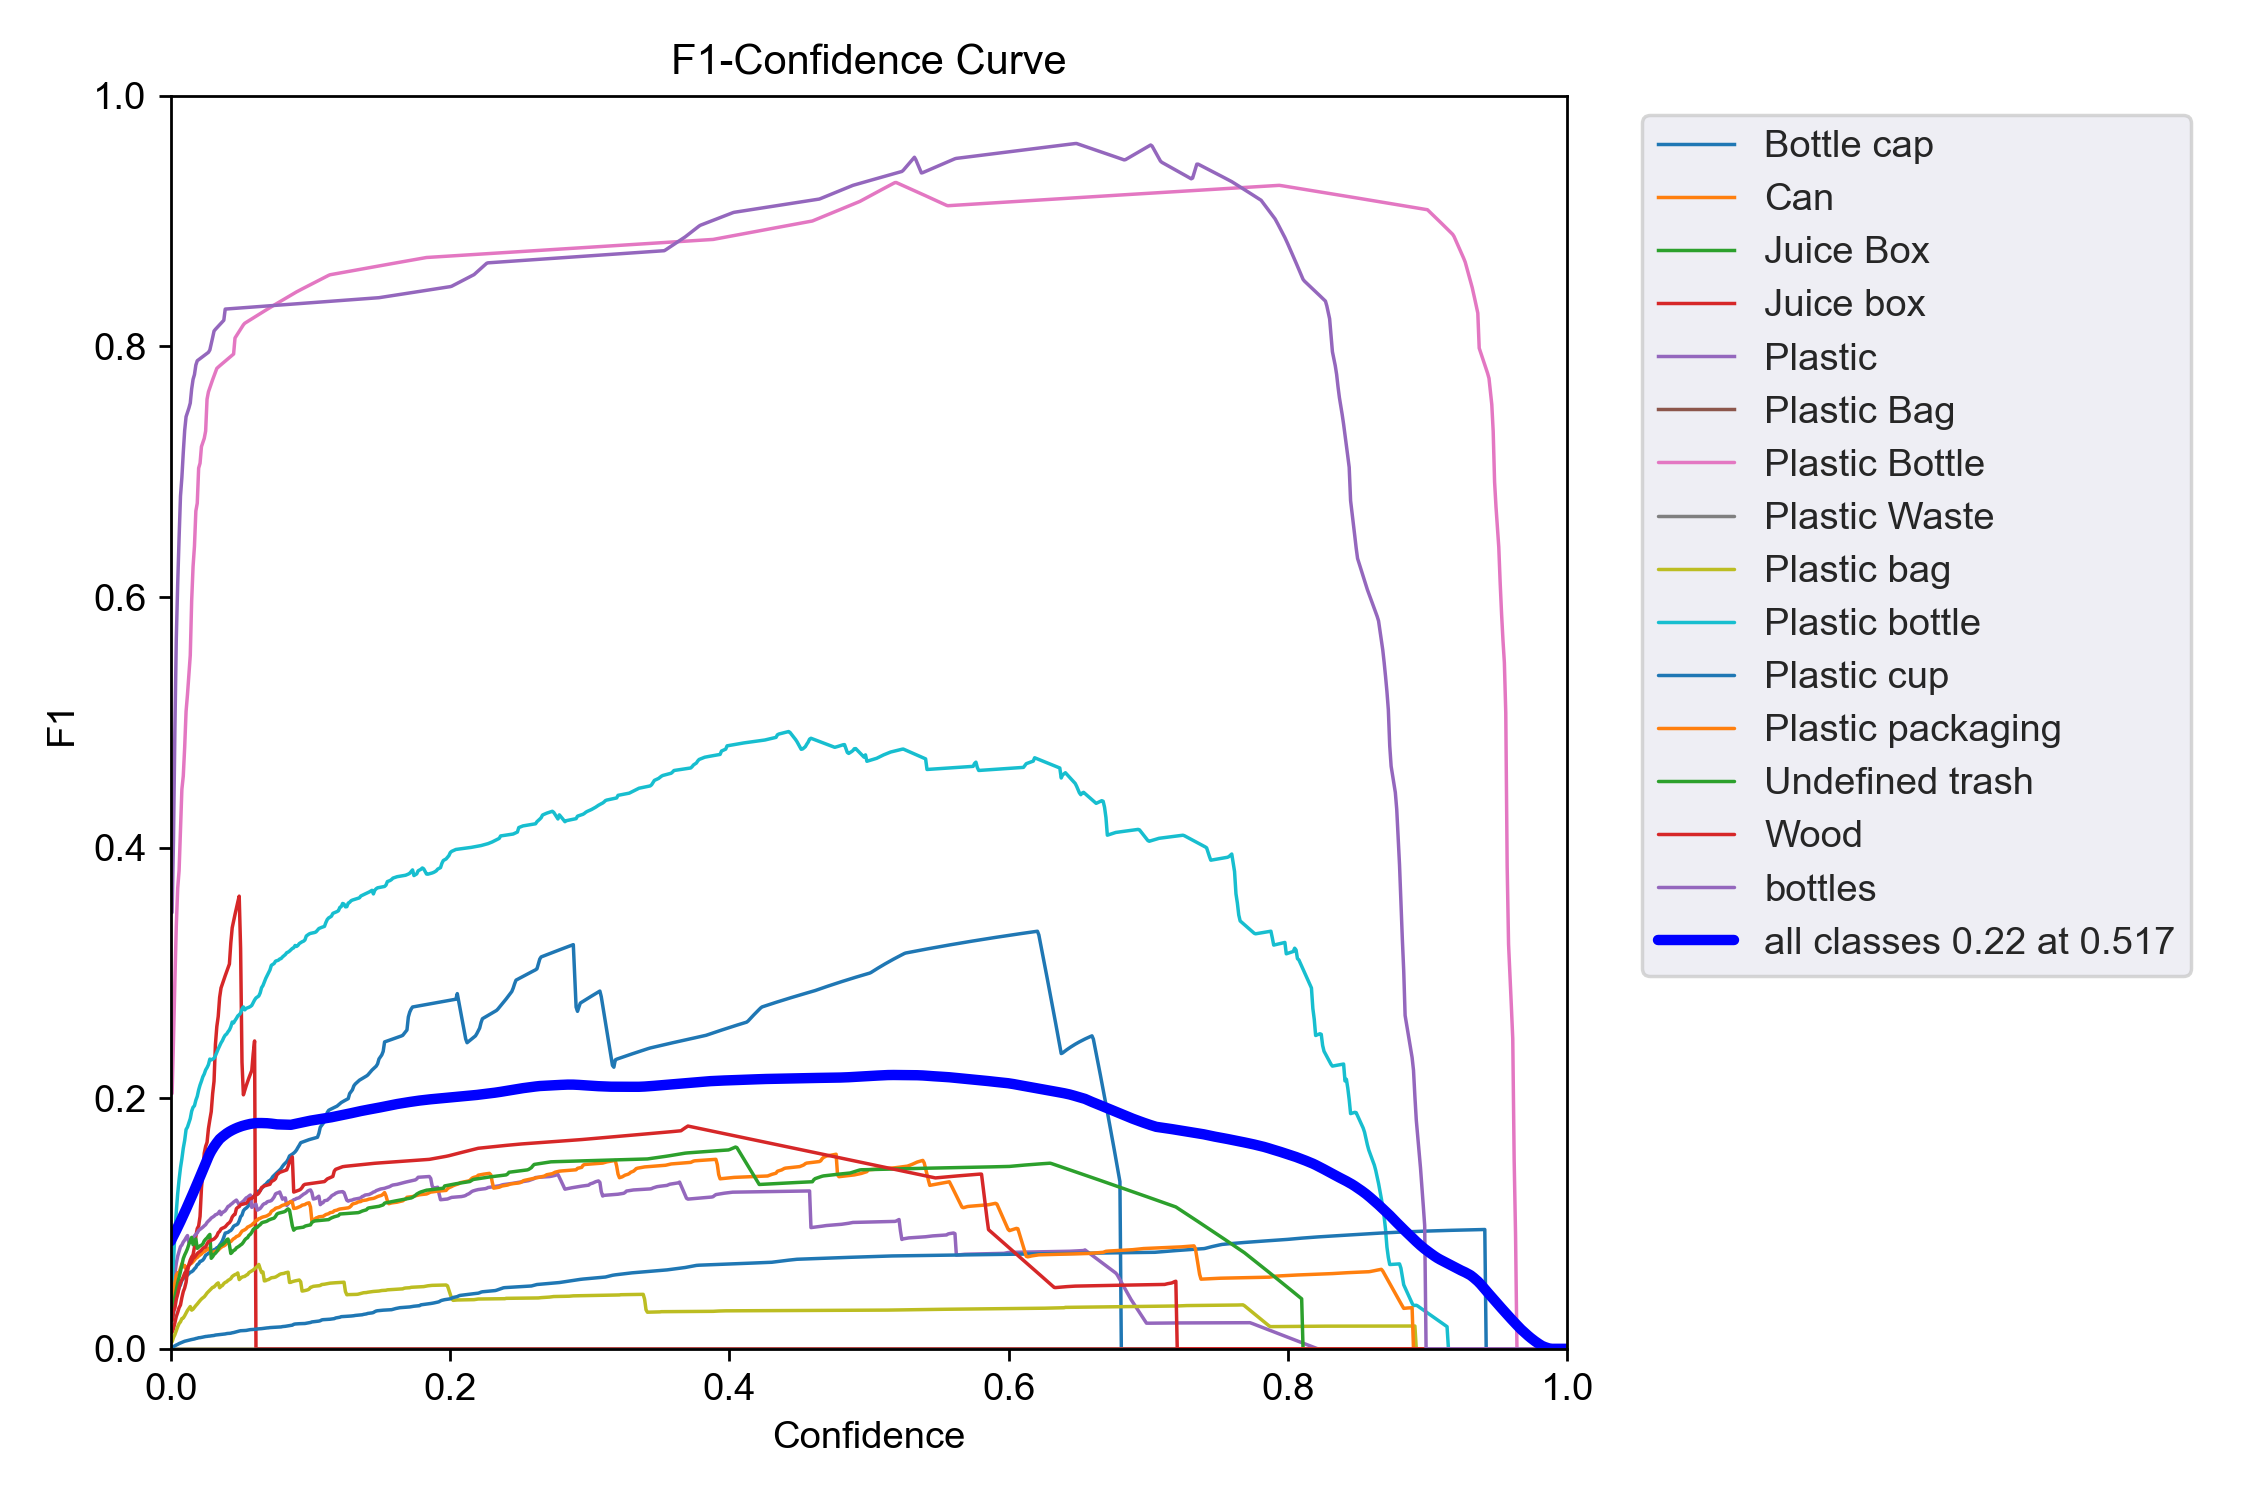 F1-Confidence Curve
1.0
0.8
0.6
0.4
0.2
0.0
F1
0.0 0.2 0.4 0.6 0.8 1.0
Confidence
Bottle cap
Can
Juice Box
Juice box
Plastic
Plastic Bag
Plastic Bottle
Plastic Waste
Plastic bag
Plastic bottle
Plastic cup
Plastic packaging
Undefined trash
Wood
bottles
all classes 0.22 at 0.517